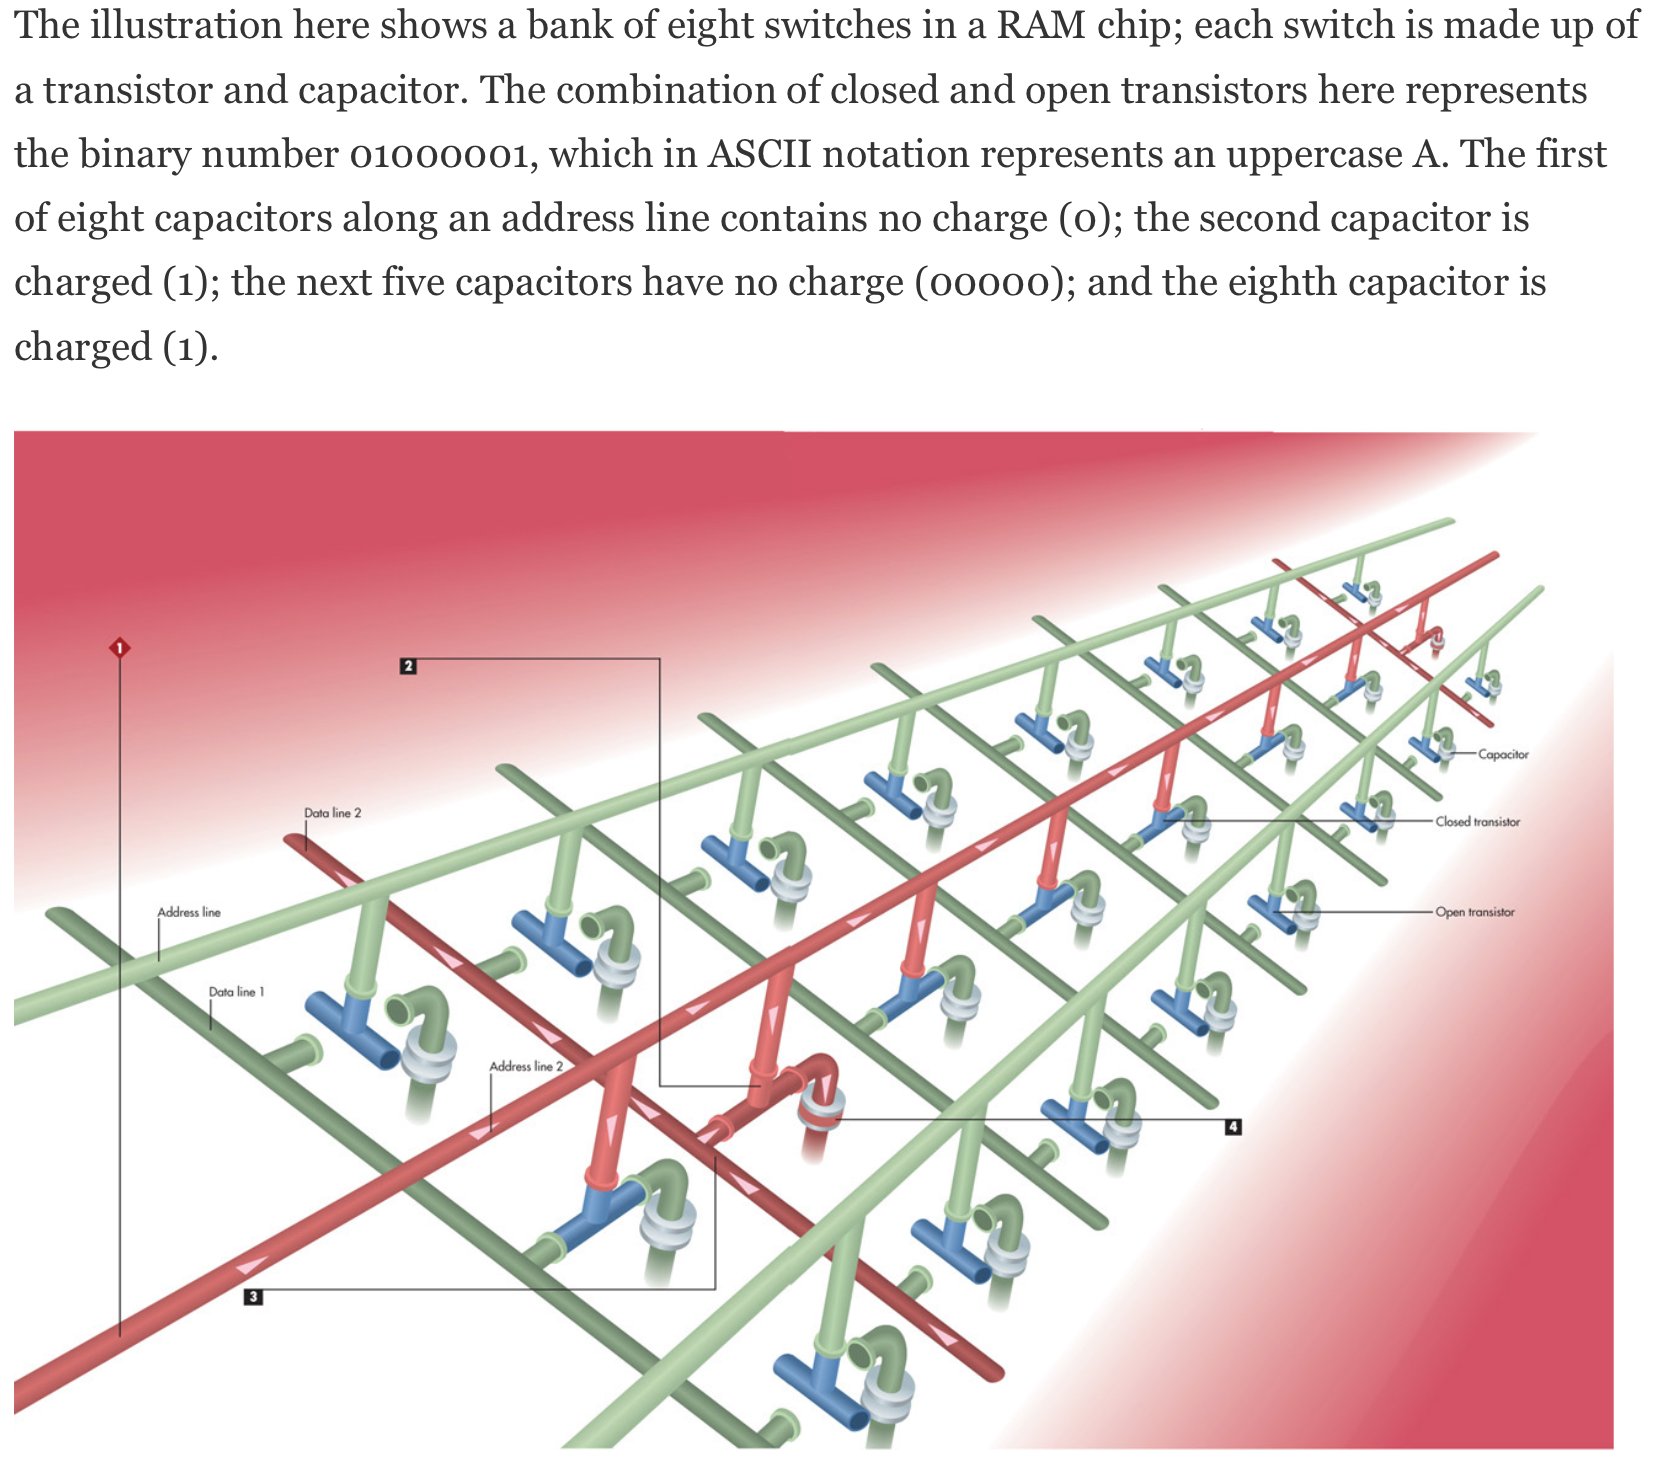 The illustration here shows a bank of eight switches in a RAM chip; each switch is made up of
a transistor and capacitor. The combination of closed and open transistors here represents
the binary number 01000001, which in ASCII notation represents an uppercase A. The first
of eight capacitors along an address line contains no charge (0); the second capacitor is
charged (1); the next five capacitors have no charge (00000); and the eighth capacitor is
charged (1).
1
2
Data line 2
Capacitor
Closed transistor
Address line
Open transistor
Data line 1
Address line 2
4
3